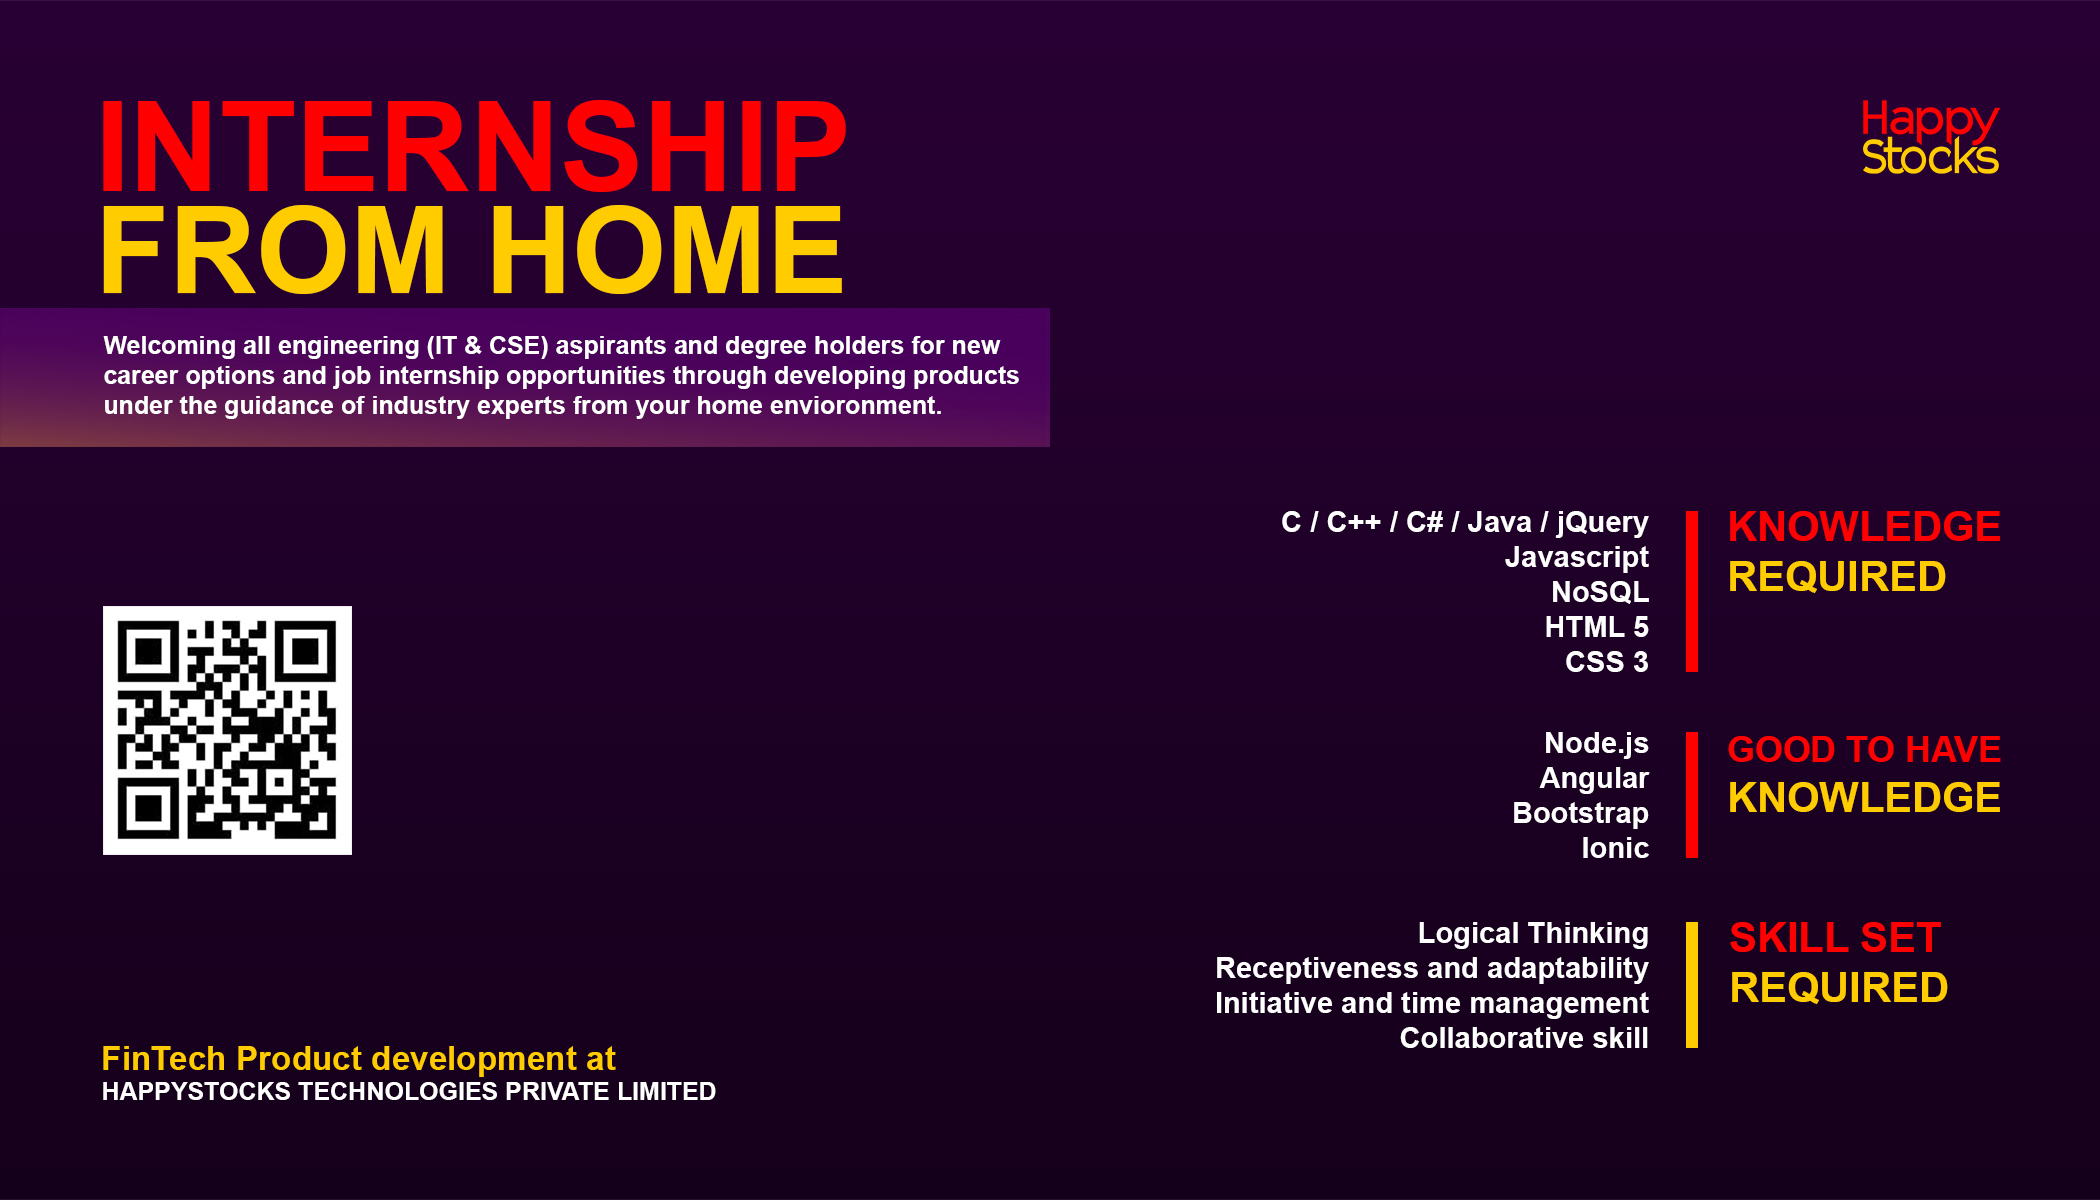 INTERNSHIP
FROM HOME
Happy
Stocks
Welcoming all engineering (IT & CSE) aspirants and degree holders for new
career options and job internship opportunities through developing products
under the guidance of industry experts from your home envioronment.
KNOWLEDGE
REQUIRED
C / C++ / C# / Java / jQuery
Javascript
NoSQL
HTML 5
CSS 3
GOOD TO HAVE
KNOWLEDGE
Node.js
Angular
Bootstrap
Ionic
SKILL SET
REQUIRED
Logical Thinking
Receptiveness and adaptability
Initiative and time management
Collaborative skill
FinTech Product development at
HAPPYSTOCKS TECHNOLOGIES PRIVATE LIMITED